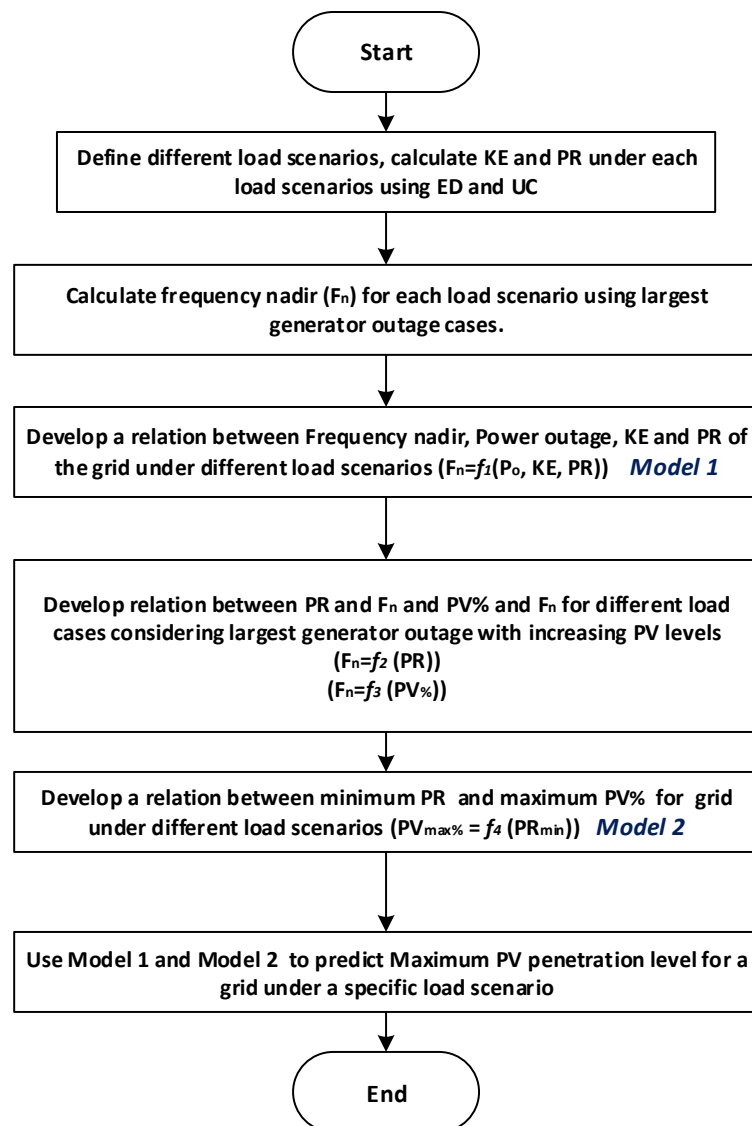 Start
Define different load scenarios, calculate KE and PR under each
load scenarios using ED and UC
Calculate frequency nadir (Fn) for each load scenario using largest
generator outage cases.
Develop a relation between Frequency nadir, Power outage, KE and PR of
the grid under different load scenarios (Fn=f1(Po, KE, PR)) Model 1
Develop relation between PR and Fn and PV% and Fn for different load
cases considering largest generator outage with increasing PV levels
(Fn=f2 (PR))
(Fn=f3 (PV%))
Develop a relation between minimum PR and maximum PV% for grid
under different load scenarios (PVmax% = f4 (PRmin)) Model 2
Use Model 1 and Model 2 to predict Maximum PV penetration level for a
grid under a specific load scenario
End